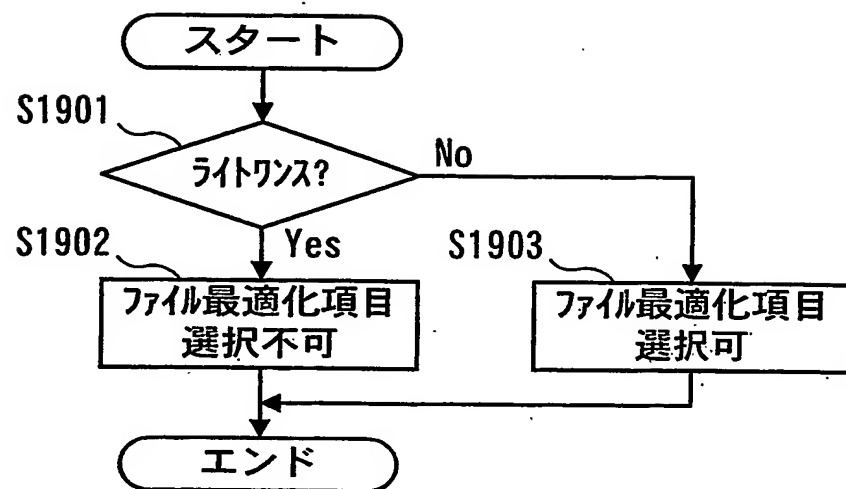 スタート
S1901
ライトワンス?
No
S1902
Yes
S1903
ファイル最適化項目
選択不可
ファイル最適化項目
選択可
エンド